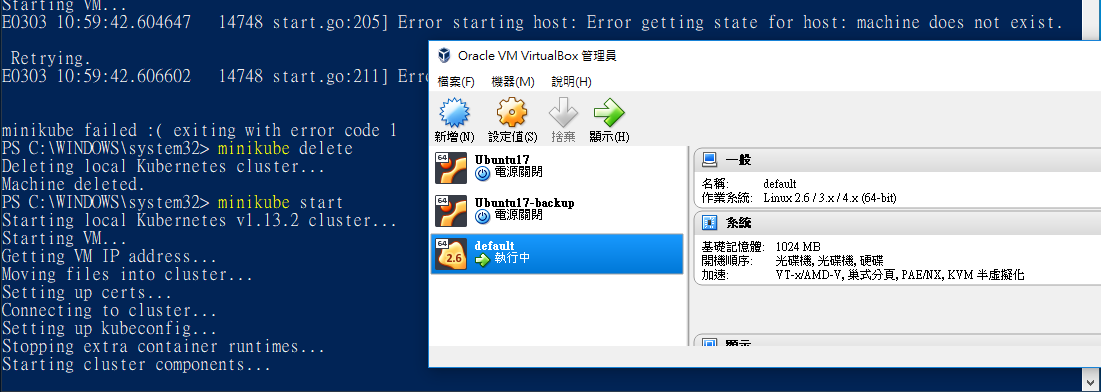 Starting VM...
E0303 10:59:42.604647   14748 start.go:205] Error starting host: Error getting state for host: machine does not exist.
Retrying.
E0303 10:59:42.606602   14748 start.go:211] Erro
minikube failed :( exiting with error code 1
PS C:\WINDOWS\system32> minikube delete
Deleting local Kubernetes cluster...
Machine deleted.
PS C:\WINDOWS\system32> minikube start
Starting local Kubernetes v1.13.2 cluster...
Starting VM...
Getting VM IP address...
Moving files into cluster...
Setting up certs...
Connecting to cluster...
Setting up kubeconfig...
Stopping extra container runtimes...
Starting cluster components...
Oracle VM VirtualBox 管理員
檔案(F) 機器(M) 說明(H)
新增(N) 設定值(S) 捨棄 顯示(H)
64 Ubuntu17
電源關閉
64 Ubuntu17-backup
電源關閉
64 2.6 default
執行中
一般
名稱: default
作業系統: Linux 2.6 / 3.x / 4.x (64-bit)
系統
基礎記憶體: 1024 MB
開機順序: 光碟機, 光碟機, 硬碟
加速: VT-x/AMD-V, 巢式分頁, PAE/NX, KVM 半虛擬化
顯示